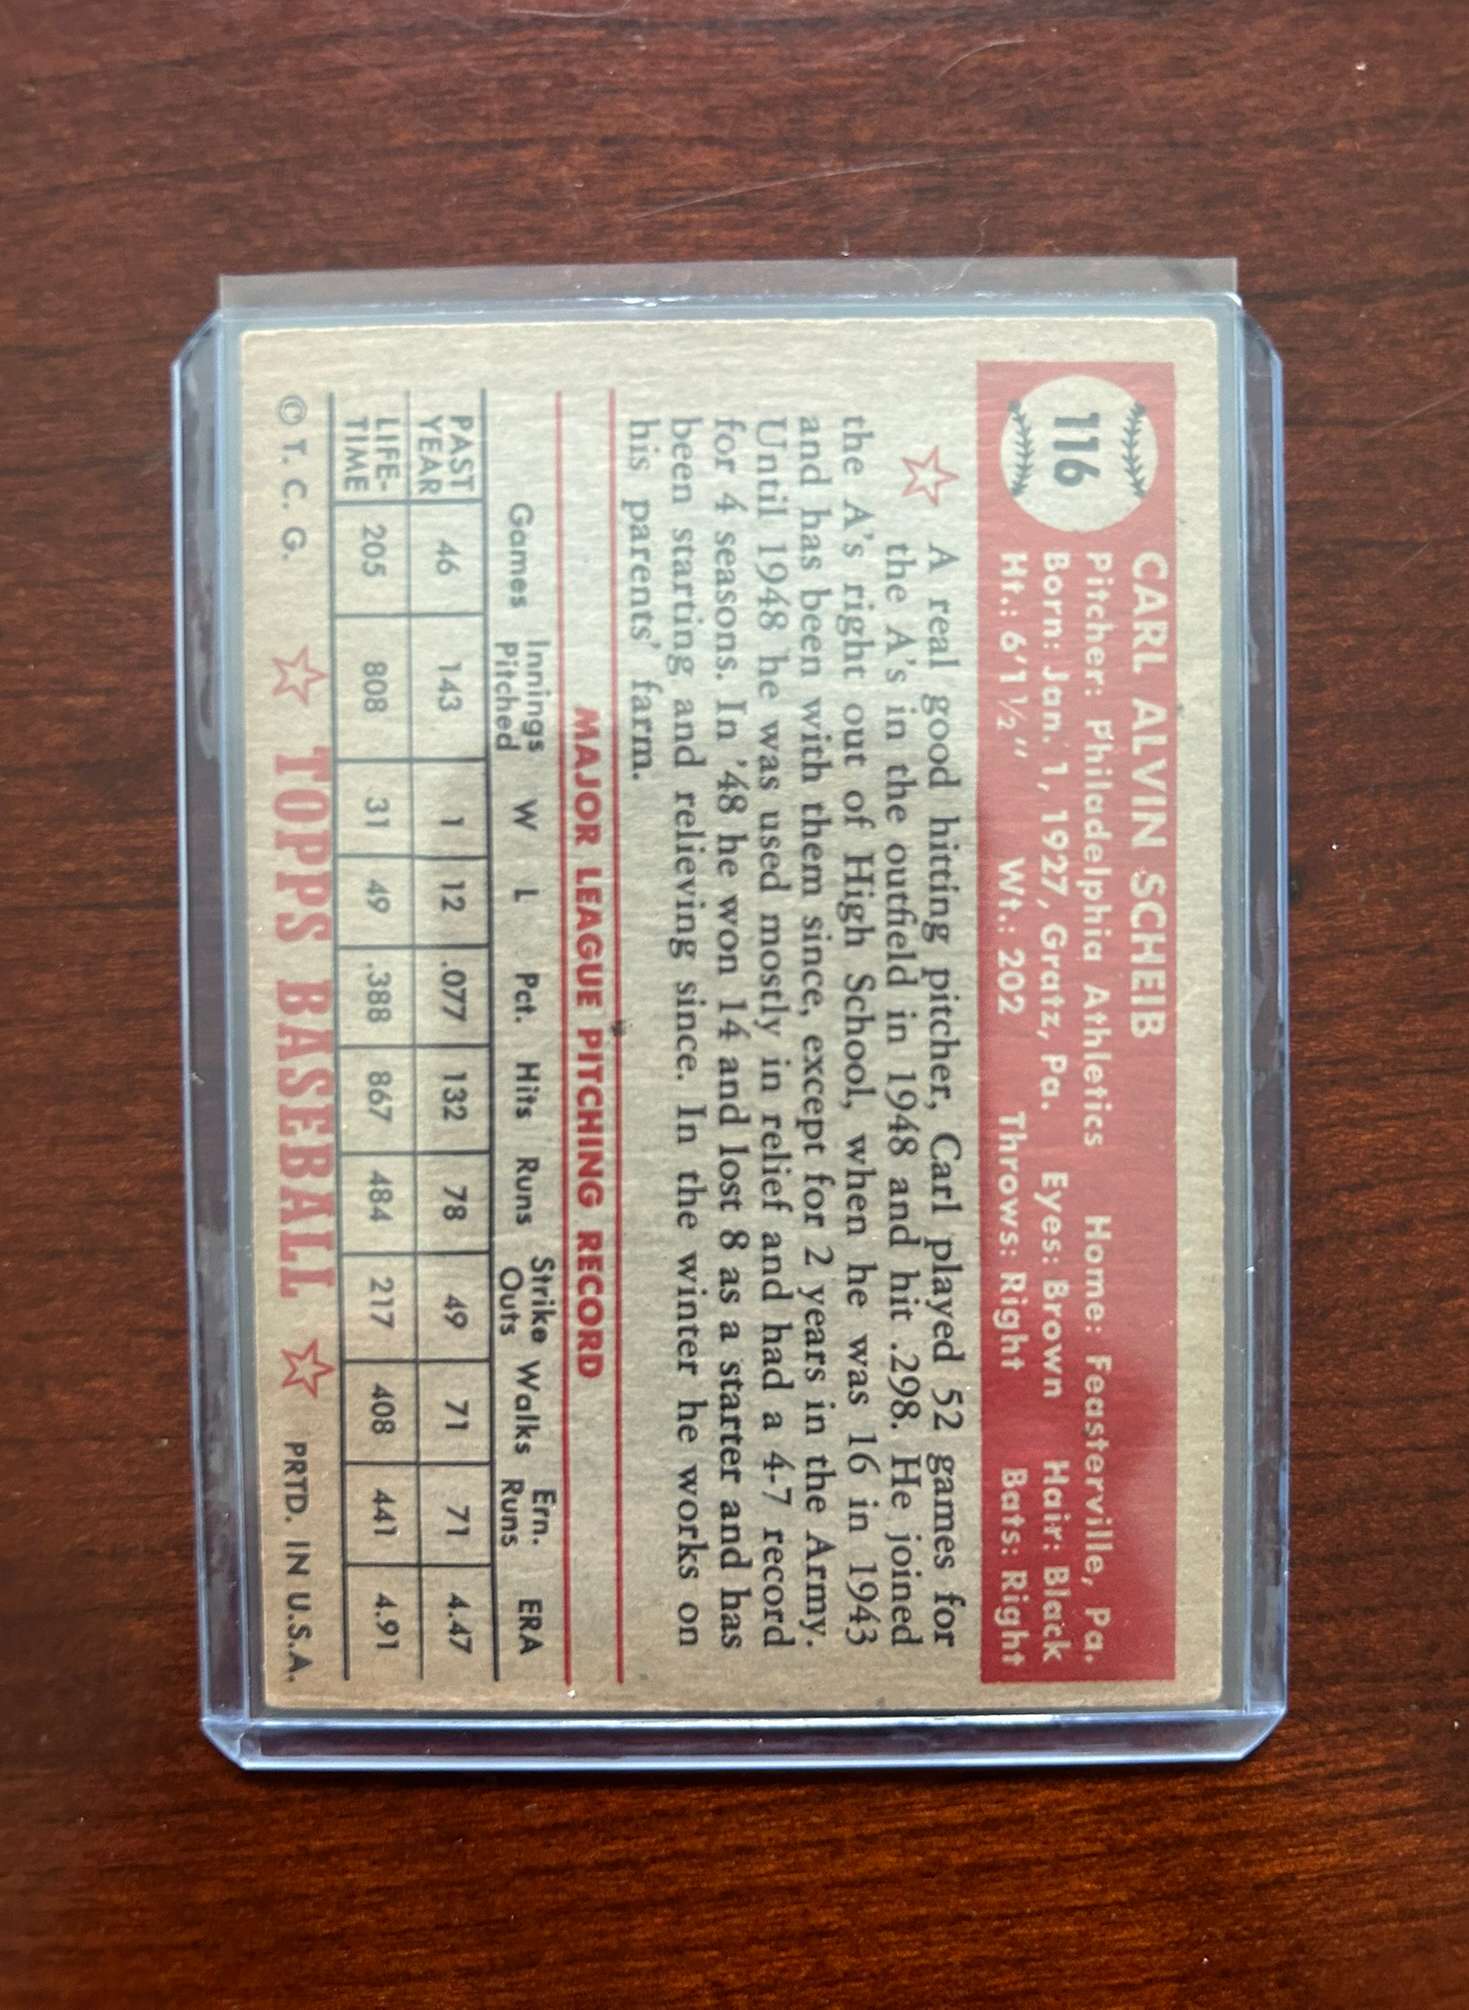 116
CARL ALVIN SCHEIB
Pitcher: Philadelphia Athletics Home: Feasterville, Pa.
Born: Jan. 1, 1927, Gratz, Pa. Eyes: Brown Hair: Black
Ht.: 6'1½" Wt.: 202 Throws: Right Bats: Right
A real good hitting pitcher, Carl played 52 games for
the A's in the outfield in 1948 and hit .298. He joined
the A's right out of High School, when he was 16 in 1943
and has been with them since, except for 2 years in the Army.
Until 1948 he was used mostly in relief and had a 4-7 record
for 4 seasons. In '48 he won 14 and lost 8 as a starter and has
been starting and relieving since. In the winter he works on
his parents' farm.
MAJOR LEAGUE PITCHING RECORD
Games Innings Pitched W L Pct. Hits Runs Strike Outs Walks Ern. Runs ERA
PAST YEAR 46 143 1 12 .077 132 78 49 71 71 4.47
LIFE-TIME 205 808 31 49 .388 867 484 217 408 441 4.91
© T. C. G. TOPPS BASEBALL PRTD. IN U.S.A.